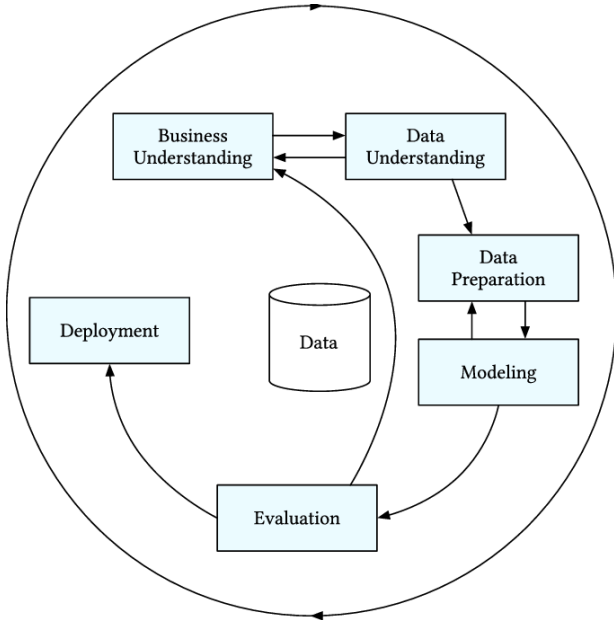 Business
Understanding
Data
Understanding
Data
Preparation
Deployment
Data
Modeling
Evaluation